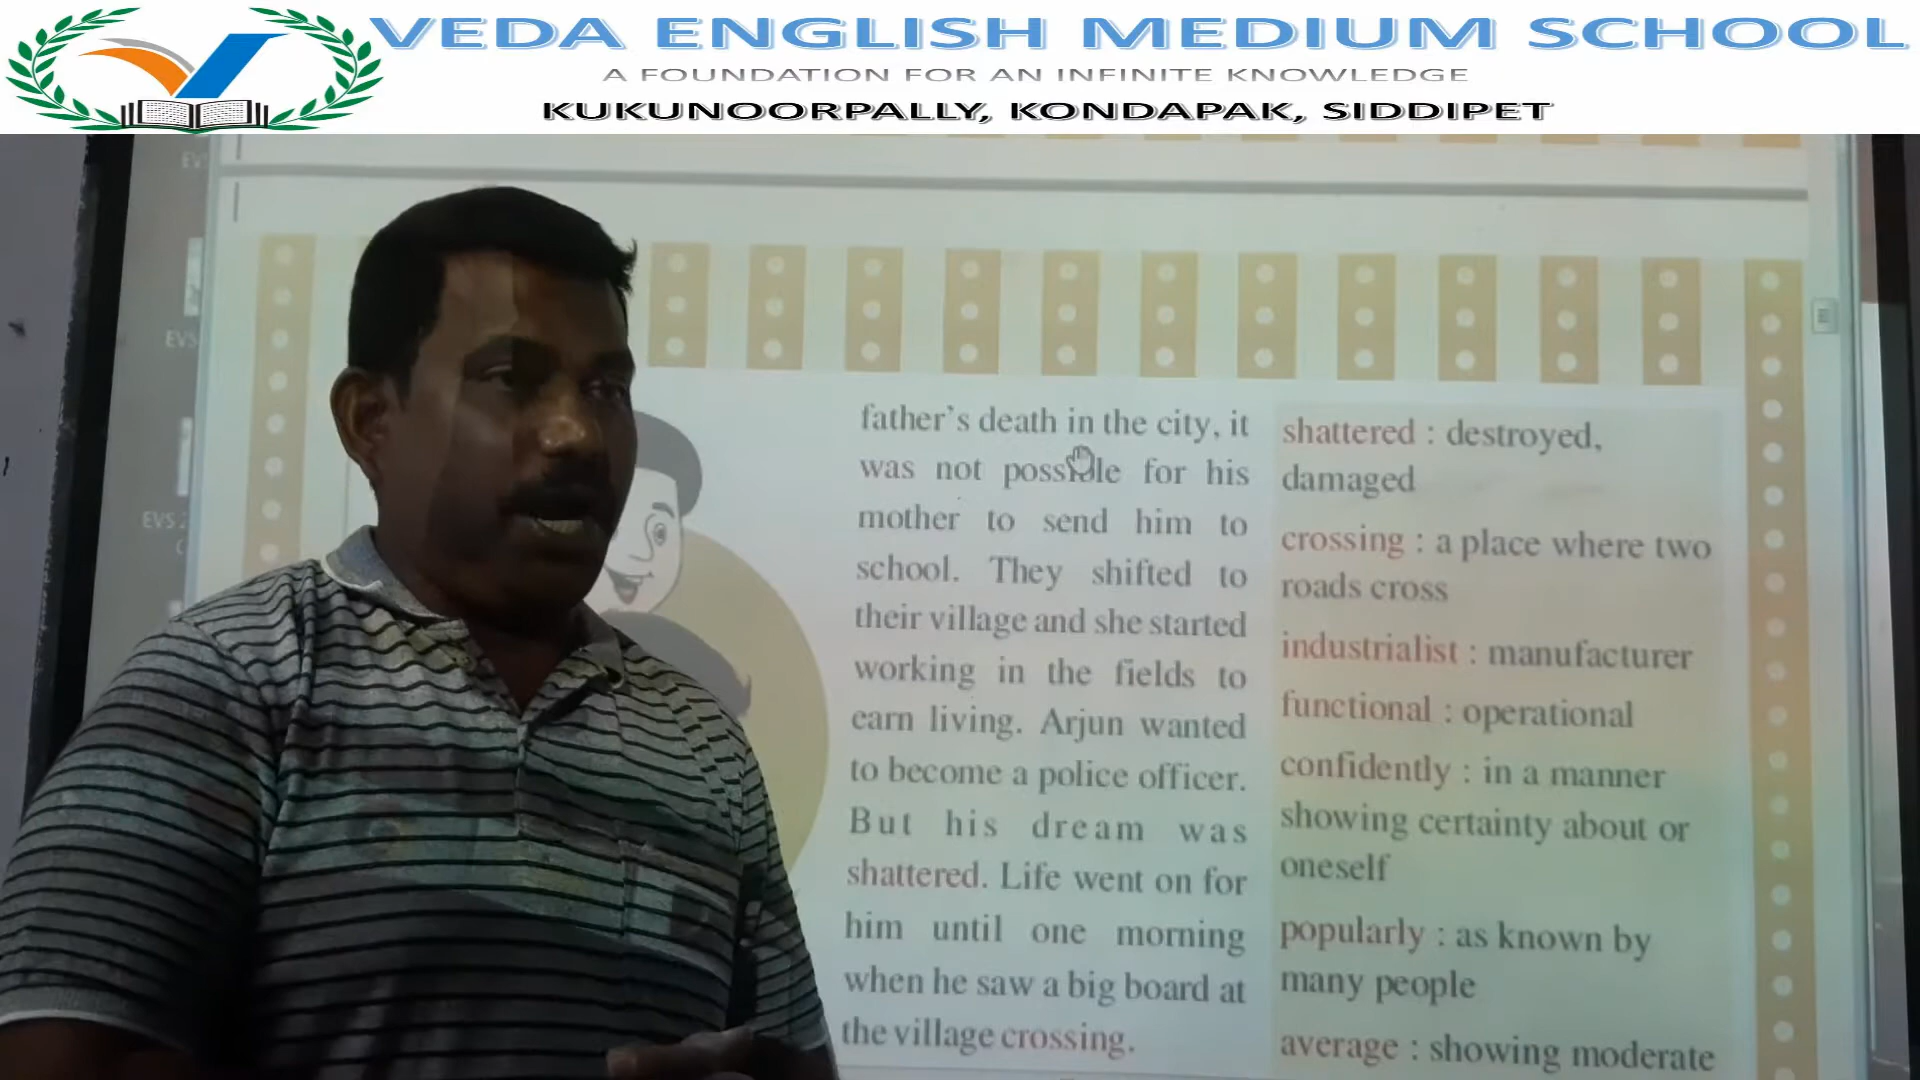 VEDA ENGLISH MEDIUM SCHOOL
A FOUNDATION FOR AN INFINITE KNOWLEDGE
KUKUNOORPALLY, KONDAPAK, SIDDIPET
EVS
EVS 2
father's death in the city, it
was not possible for his
mother to send him to
school. They shifted to
their village and she started
working in the fields to
earn living. Arjun wanted
to become a police officer.
But his dream was
shattered. Life went on for
him until one morning
when he saw a big board at
the village crossing.
shattered : destroyed,
damaged
crossing : a place where two
roads cross
industrialist : manufacturer
functional : operational
confidently : in a manner
showing certainty about or
oneself
popularly : as known by
many people
average : showing moderate